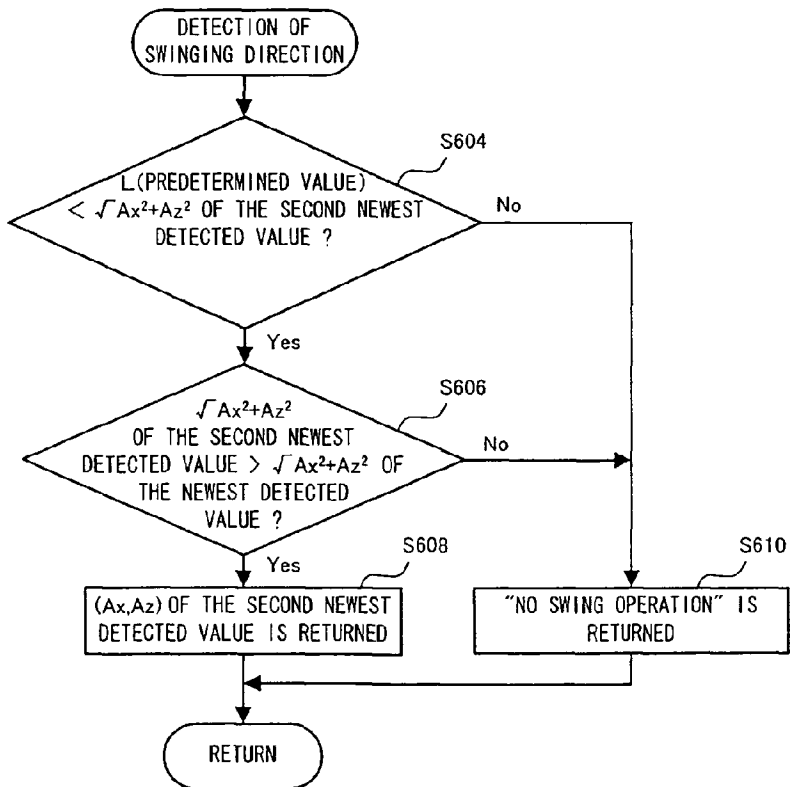 DETECTION OF
SWINGING DIRECTION
S604
L(PREDETERMINED VALUE)
< √Ax²+Az² OF THE SECOND NEWEST
DETECTED VALUE ?
No
Yes
S606
√Ax²+Az²
OF THE SECOND NEWEST
DETECTED VALUE > √Ax²+Az² OF
THE NEWEST DETECTED
VALUE ?
No
Yes
S608
(Ax,Az) OF THE SECOND NEWEST
DETECTED VALUE IS RETURNED
S610
"NO SWING OPERATION" IS
RETURNED
RETURN